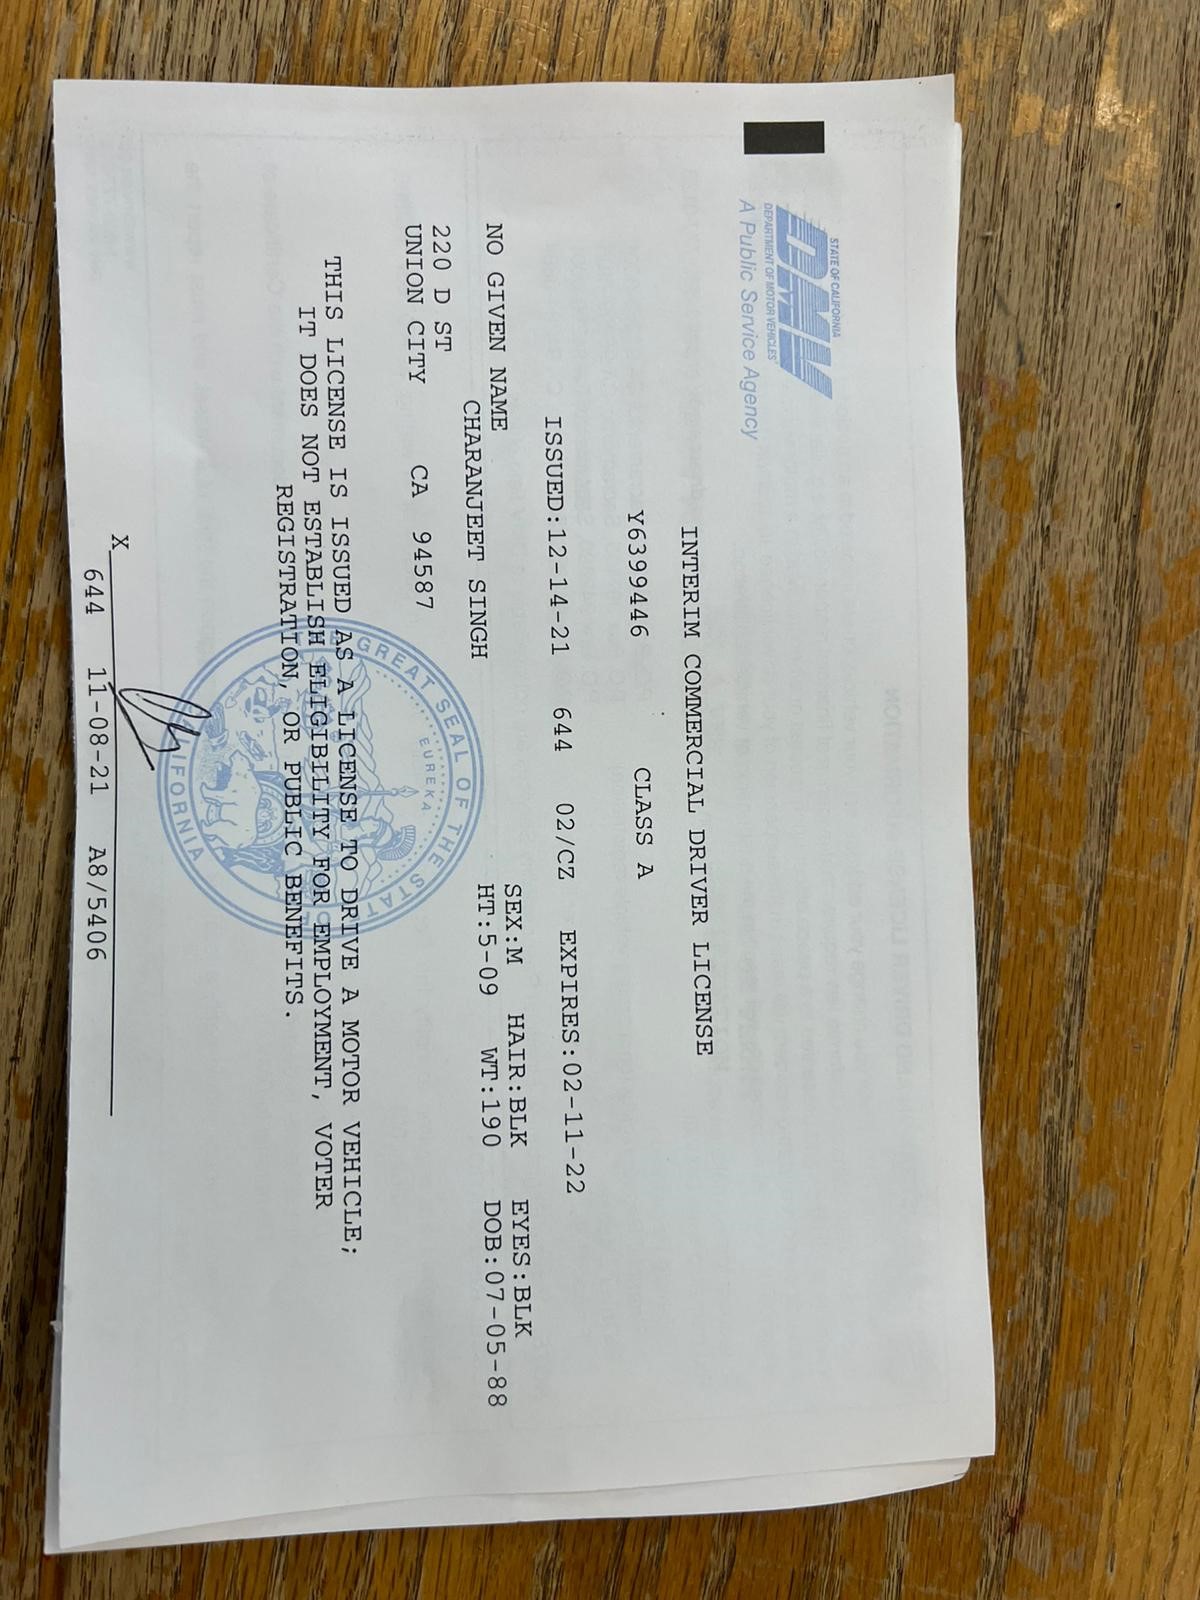 STATE OF CALIFORNIA
DMV
DEPARTMENT OF MOTOR VEHICLES
A Public Service Agency
INTERIM COMMERCIAL DRIVER LICENSE
Y6399446 CLASS A
ISSUED:12-14-21 644 02/CZ EXPIRES:02-11-22
NO GIVEN NAME
CHARANJEET SINGH
SEX:M HAIR:BLK EYES:BLK
HT:5-09 WT:190 DOB:07-05-88
220 D ST
UNION CITY CA 94587
THIS LICENSE IS ISSUED AS A LICENSE TO DRIVE A MOTOR VEHICLE;
IT DOES NOT ESTABLISH ELIGIBILITY FOR EMPLOYMENT, VOTER
REGISTRATION, OR PUBLIC BENEFITS.
THE GREAT SEAL OF THE STATE OF CALIFORNIA
EUREKA
X
644 11-08-21 A8/5406